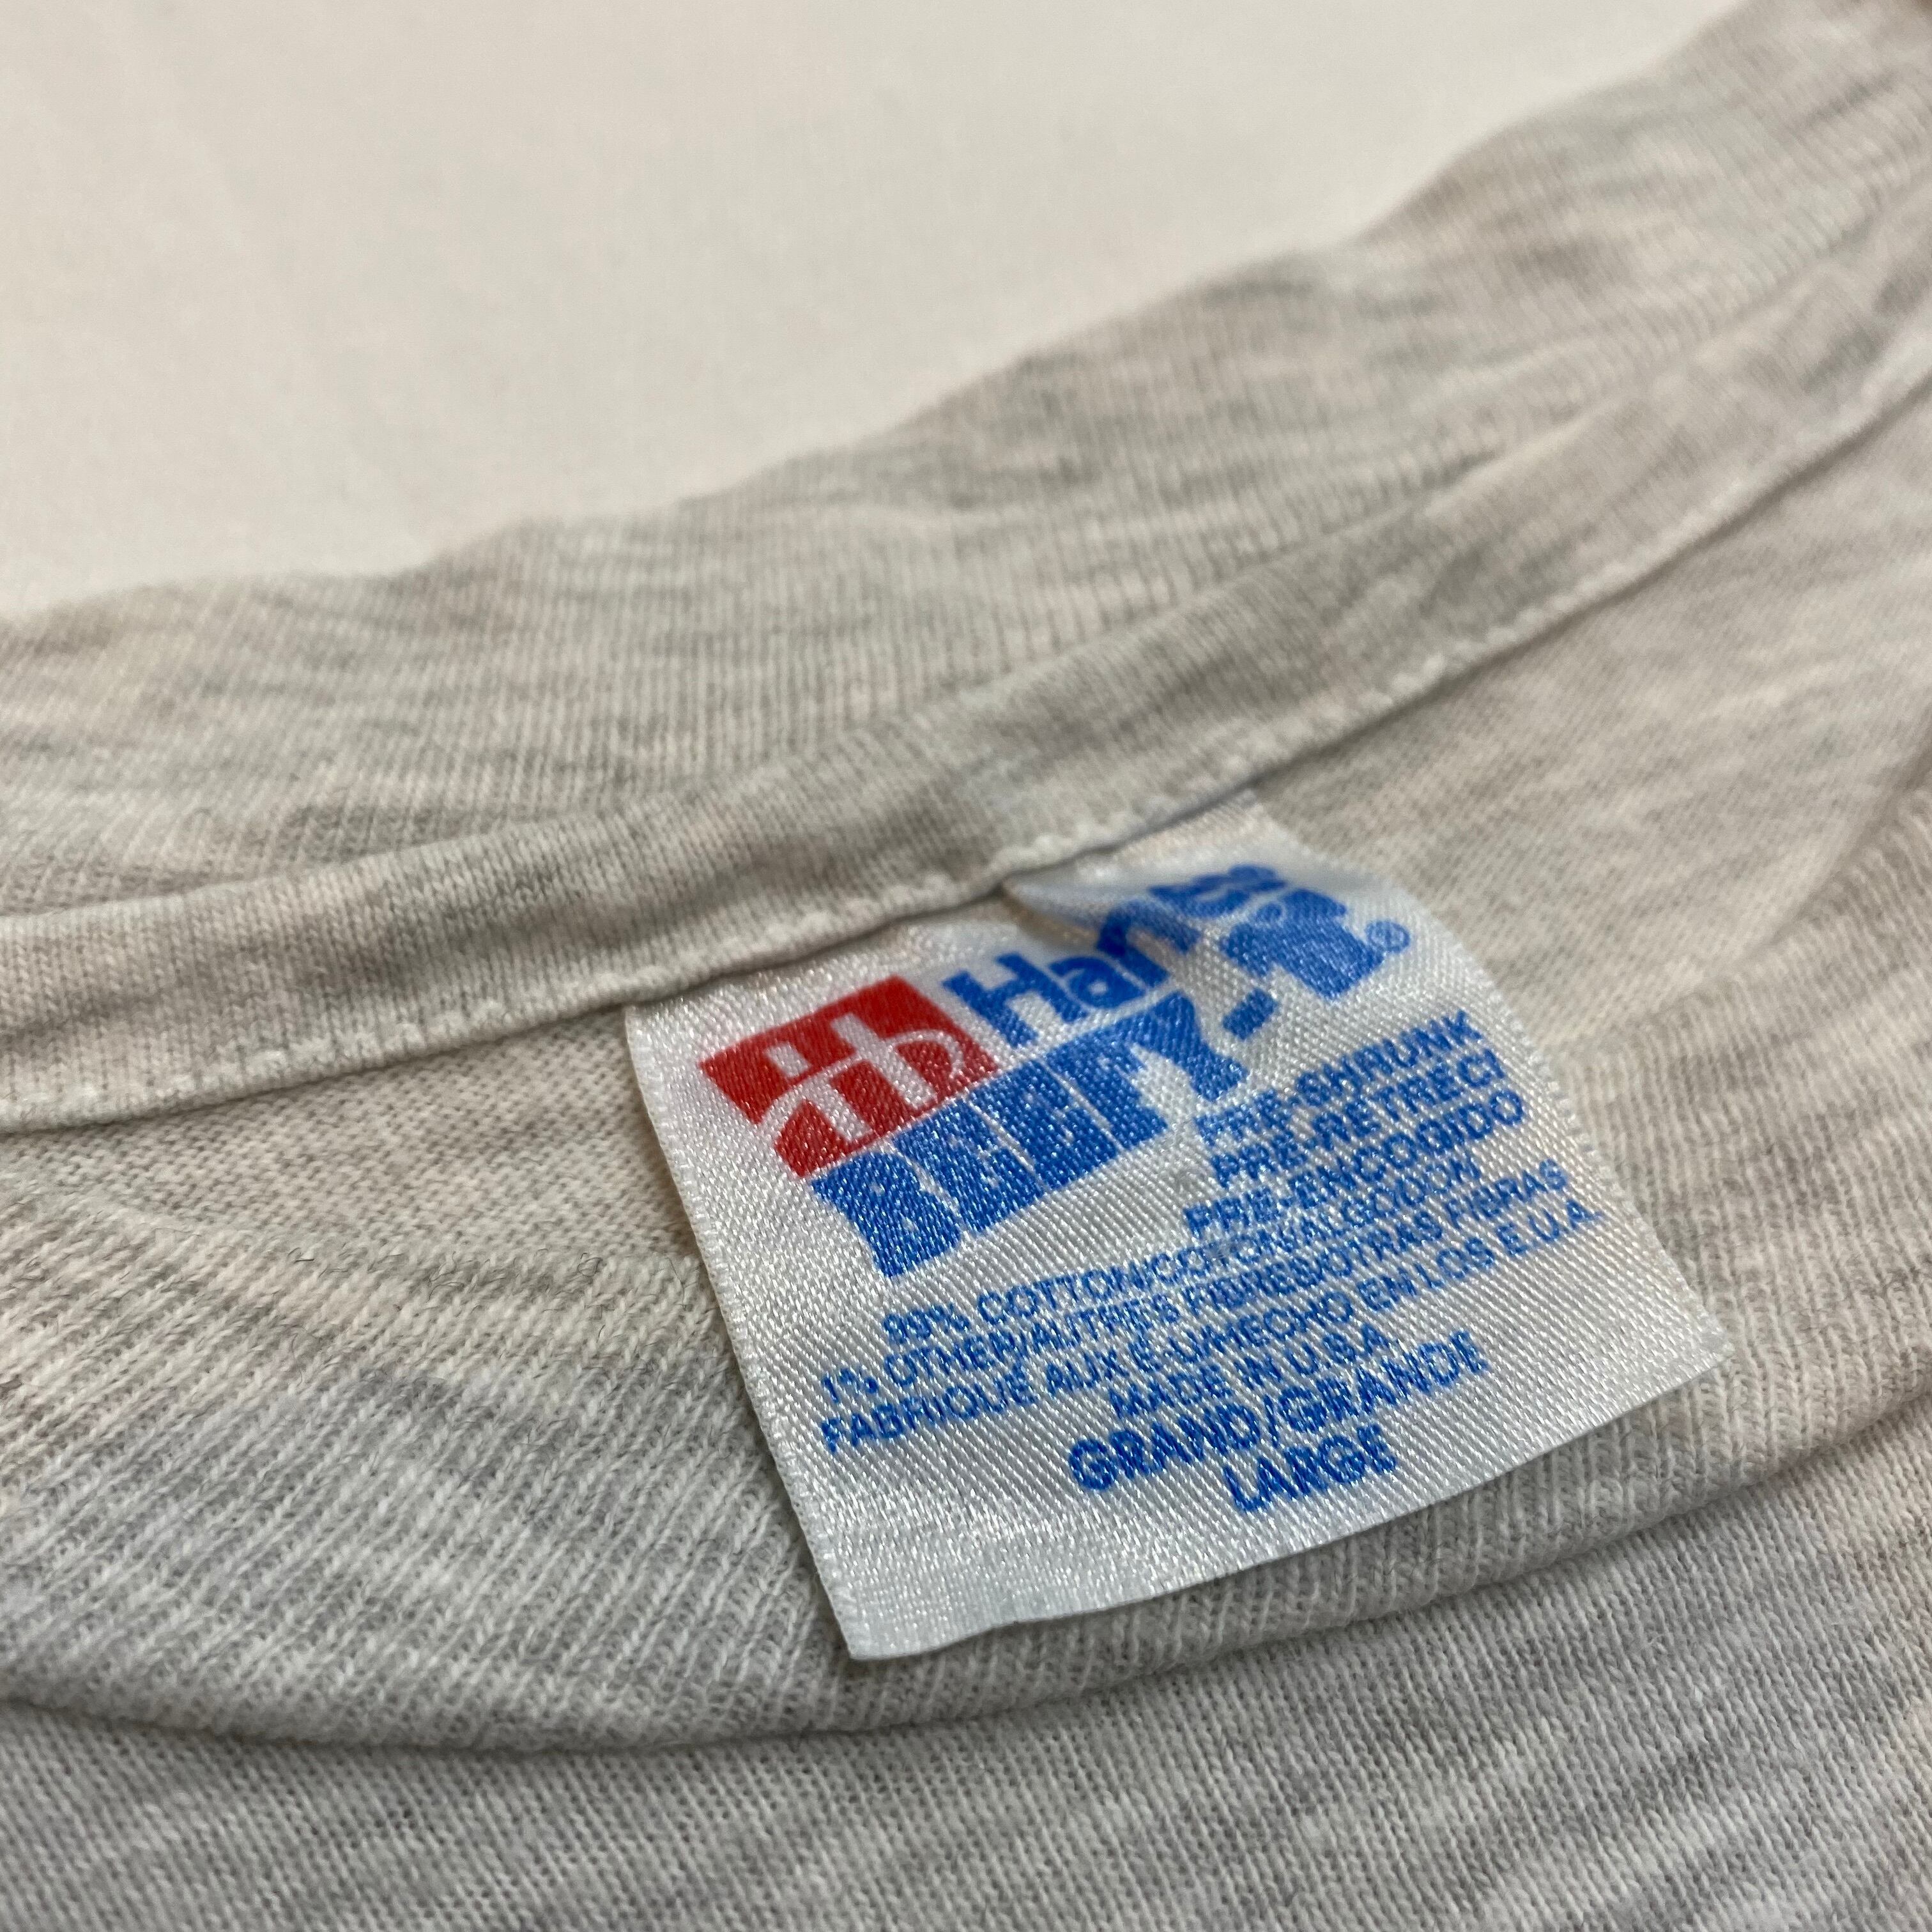 Hanes
BEEFY-T®
PRE-SHRUNK
PRE-RETRECI
PRE-ENCOGIDO
99% COTTON/COTON/ALGODON
1% OTHER/AUTRES FIBRES/OTRAS FIBRAS
FABRIQUE AUX E.U./HECHO EN LOS E.U.A.
MADE IN U.S.A.
GRAND/GRANDE
LARGE